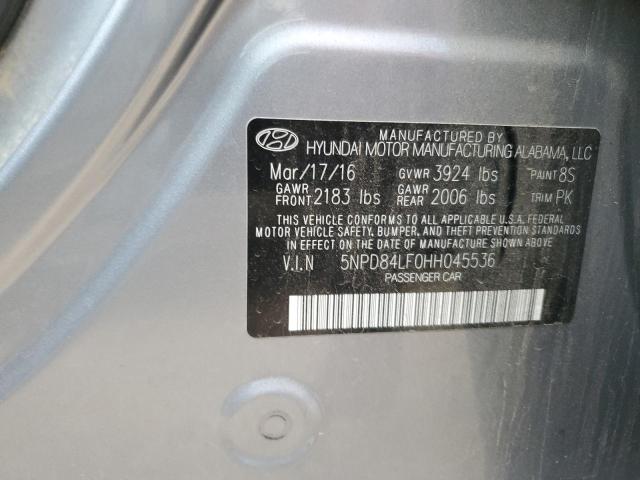 MANUFACTURED BY
HYUNDAI MOTOR MANUFACTURING ALABAMA, LLC
Mar/17/16 GVWR 3924 lbs PAINT 8S
GAWR FRONT 2183 lbs GAWR REAR 2006 lbs TRIM PK
THIS VEHICLE CONFORMS TO ALL APPLICABLE U.S.A. FEDERAL
MOTOR VEHICLE SAFETY, BUMPER, AND THEFT PREVENTION STANDARDS
IN EFFECT ON THE DATE OF MANUFACTURE SHOWN ABOVE
V.I.N 5NPD84LF0HH045536
PASSENGER CAR